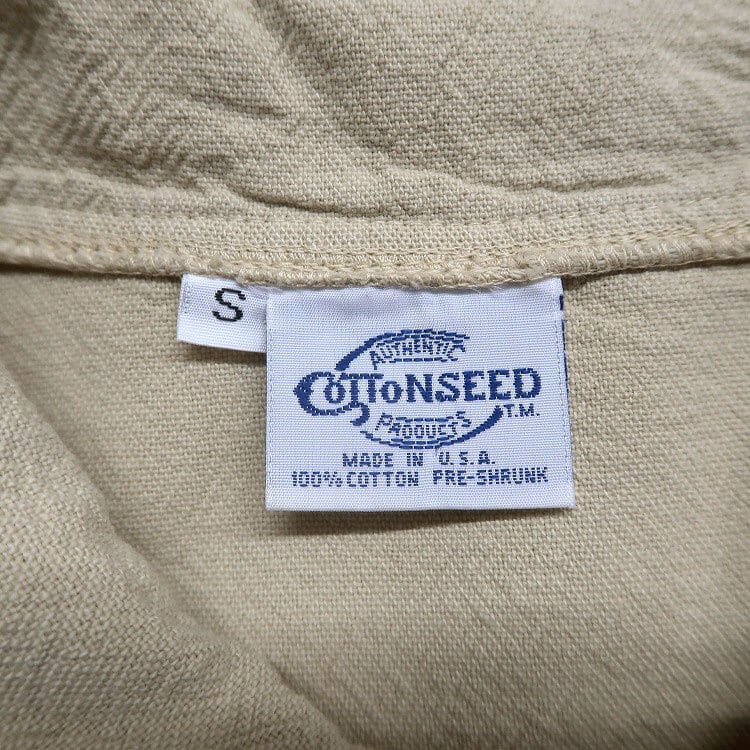 S
AUTHENTIC
COTTONSEED
PRODUCTS T.M.
MADE IN U.S.A.
100% COTTON PRE-SHRUNK